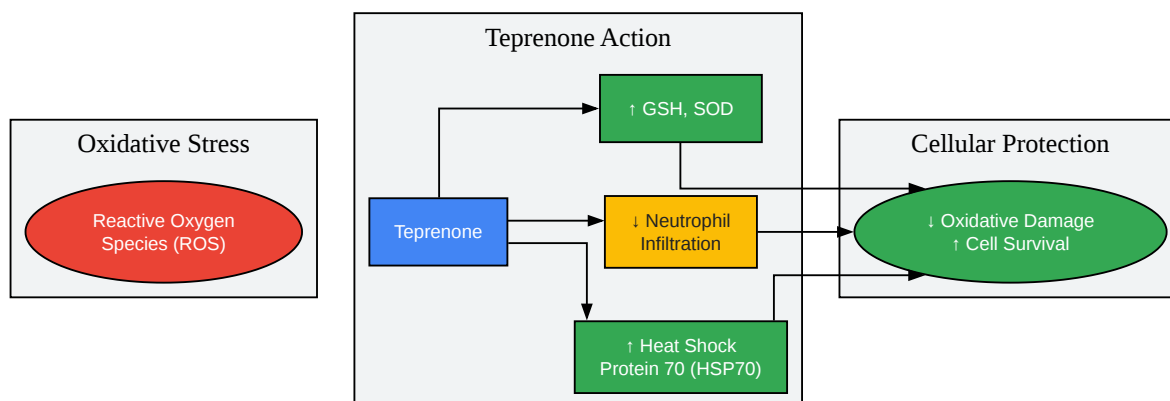 Teprenone Action
↑ GSH, SOD
Oxidative Stress
Cellular Protection
Reactive Oxygen
Species (ROS)
Teprenone
↓ Neutrophil
Infiltration
↓ Oxidative Damage
↑ Cell Survival
↑ Heat Shock
Protein 70 (HSP70)